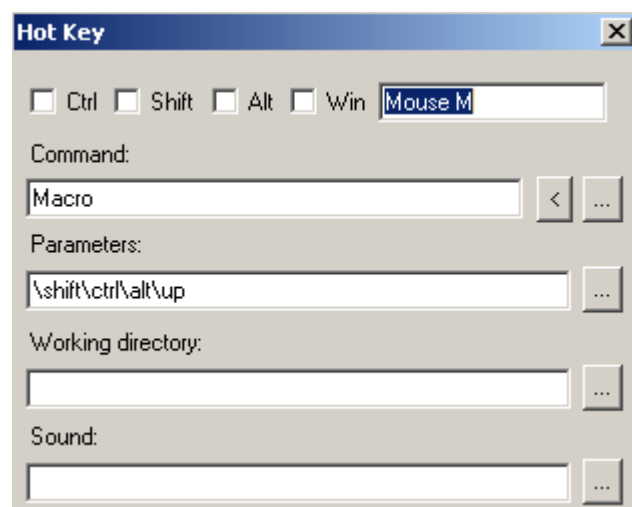 Hot Key
Ctrl Shift Alt Win Mouse M
Command:
Macro
< ...
Parameters:
\shift\ctrl\alt\up
...
Working directory:
...
Sound:
...